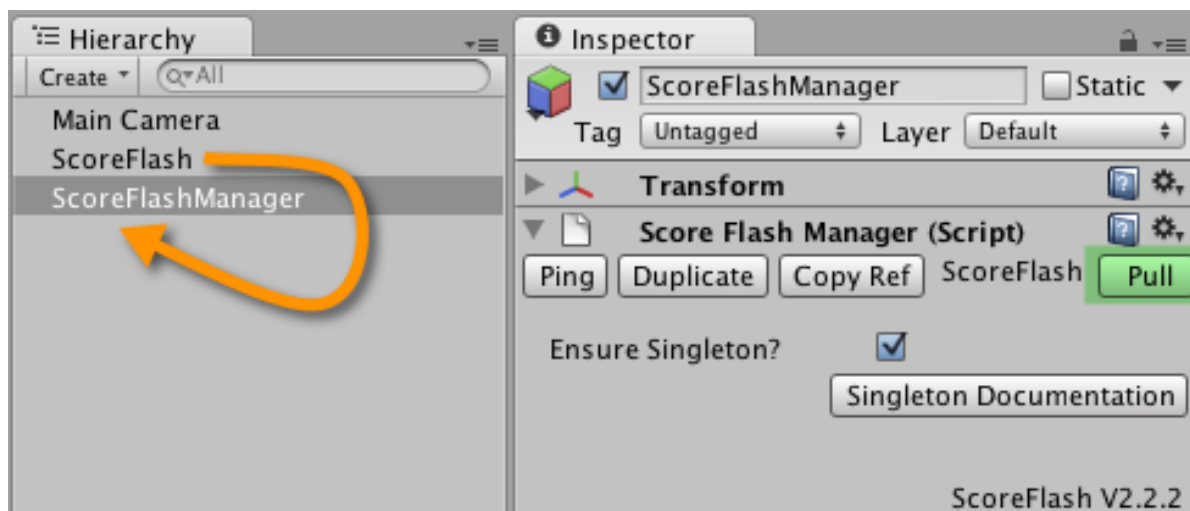 Hierarchy
Create All
Main Camera
ScoreFlash
ScoreFlashManager
Inspector
ScoreFlashManager Static
Tag Untagged Layer Default
Transform
Score Flash Manager (Script)
Ping Duplicate Copy Ref ScoreFlash Pull
Ensure Singleton?
Singleton Documentation
ScoreFlash V2.2.2